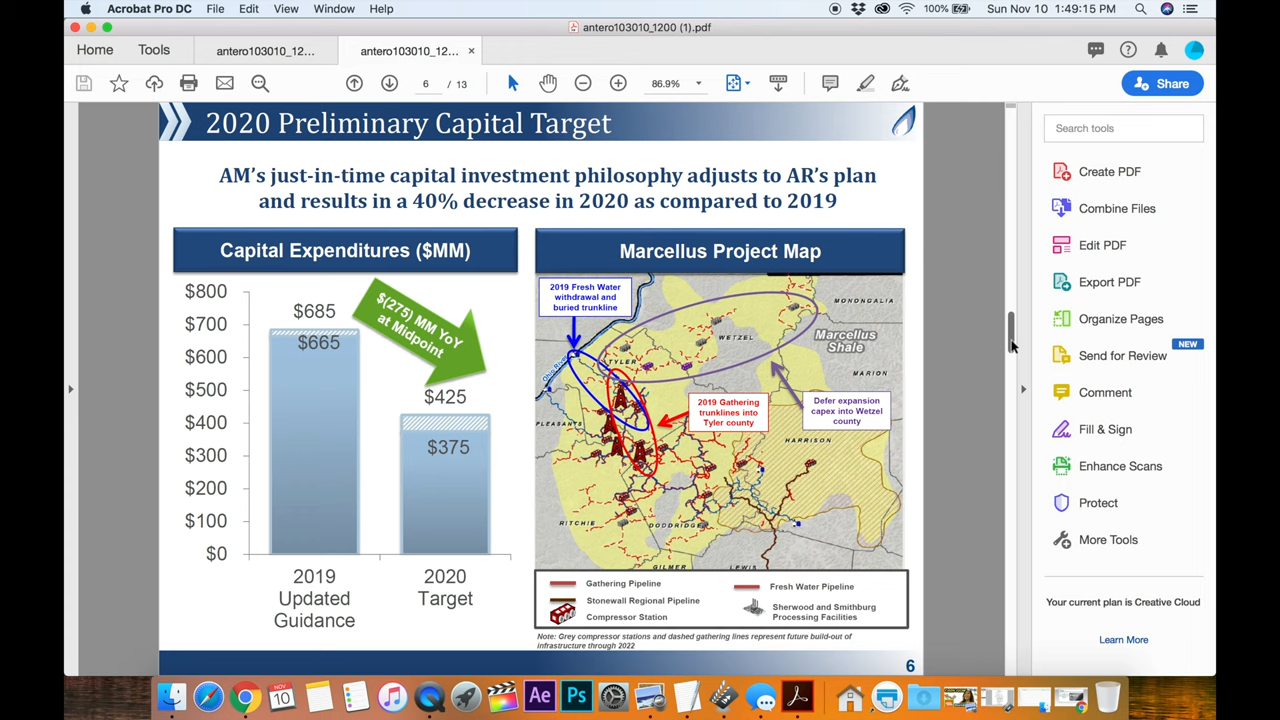 Acrobat Pro DC File Edit View Window Help
100% Sun Nov 10 1:49:15 PM
antero103010_1200 (1).pdf
Home Tools antero103010_12... antero103010_12... ×
6 / 13 86.9% Share
2020 Preliminary Capital Target
AM's just-in-time capital investment philosophy adjusts to AR's plan
and results in a 40% decrease in 2020 as compared to 2019
Capital Expenditures ($MM)
$800
$700
$600
$500
$400
$300
$200
$100
$0
$685
$665
$(275) MM YoY
at Midpoint
$425
$375
2019
Updated
Guidance
2020
Target
Marcellus Project Map
2019 Fresh Water
withdrawal and
buried trunkline
MONONGALIA
Marcellus
Shale
WETZEL
TYLER
Ohio River
MARION
2019 Gathering
trunklines into
Tyler county
Defer expansion
capex into Wetzel
county
PLEASANTS
HARRISON
RITCHIE
DODDRIDGE
GILMER
LEWIS
Gathering Pipeline
Stonewall Regional Pipeline
Compressor Station
Fresh Water Pipeline
Sherwood and Smithburg
Processing Facilities
Note: Grey compressor stations and dashed gathering lines represent future build-out of
infrastructure through 2022
6
Search tools
Create PDF
Combine Files
Edit PDF
Export PDF
Organize Pages
Send for Review NEW
Comment
Fill & Sign
Enhance Scans
Protect
More Tools
Your current plan is Creative Cloud
Learn More
NOV
10
Ae
Ps